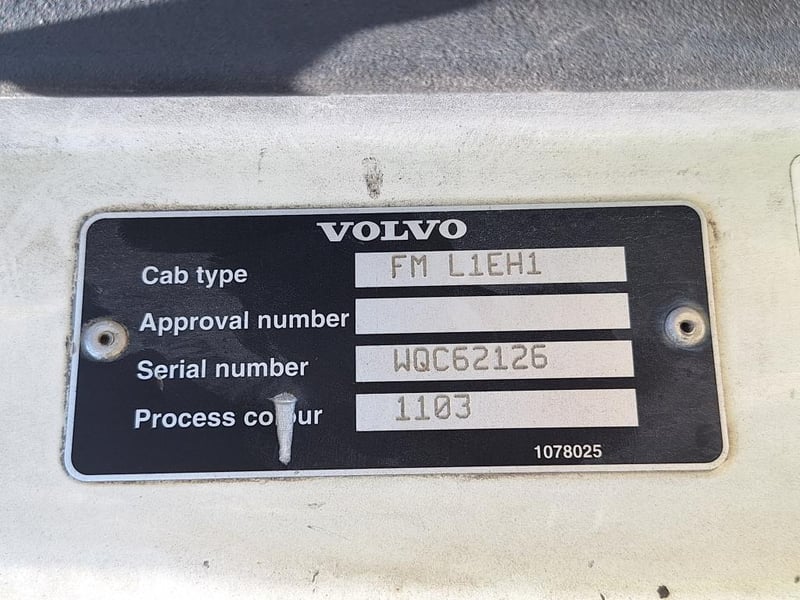 VOLVO
Cab type FM L1EH1
Approval number
Serial number WQC62126
Process colour 1103
1078025